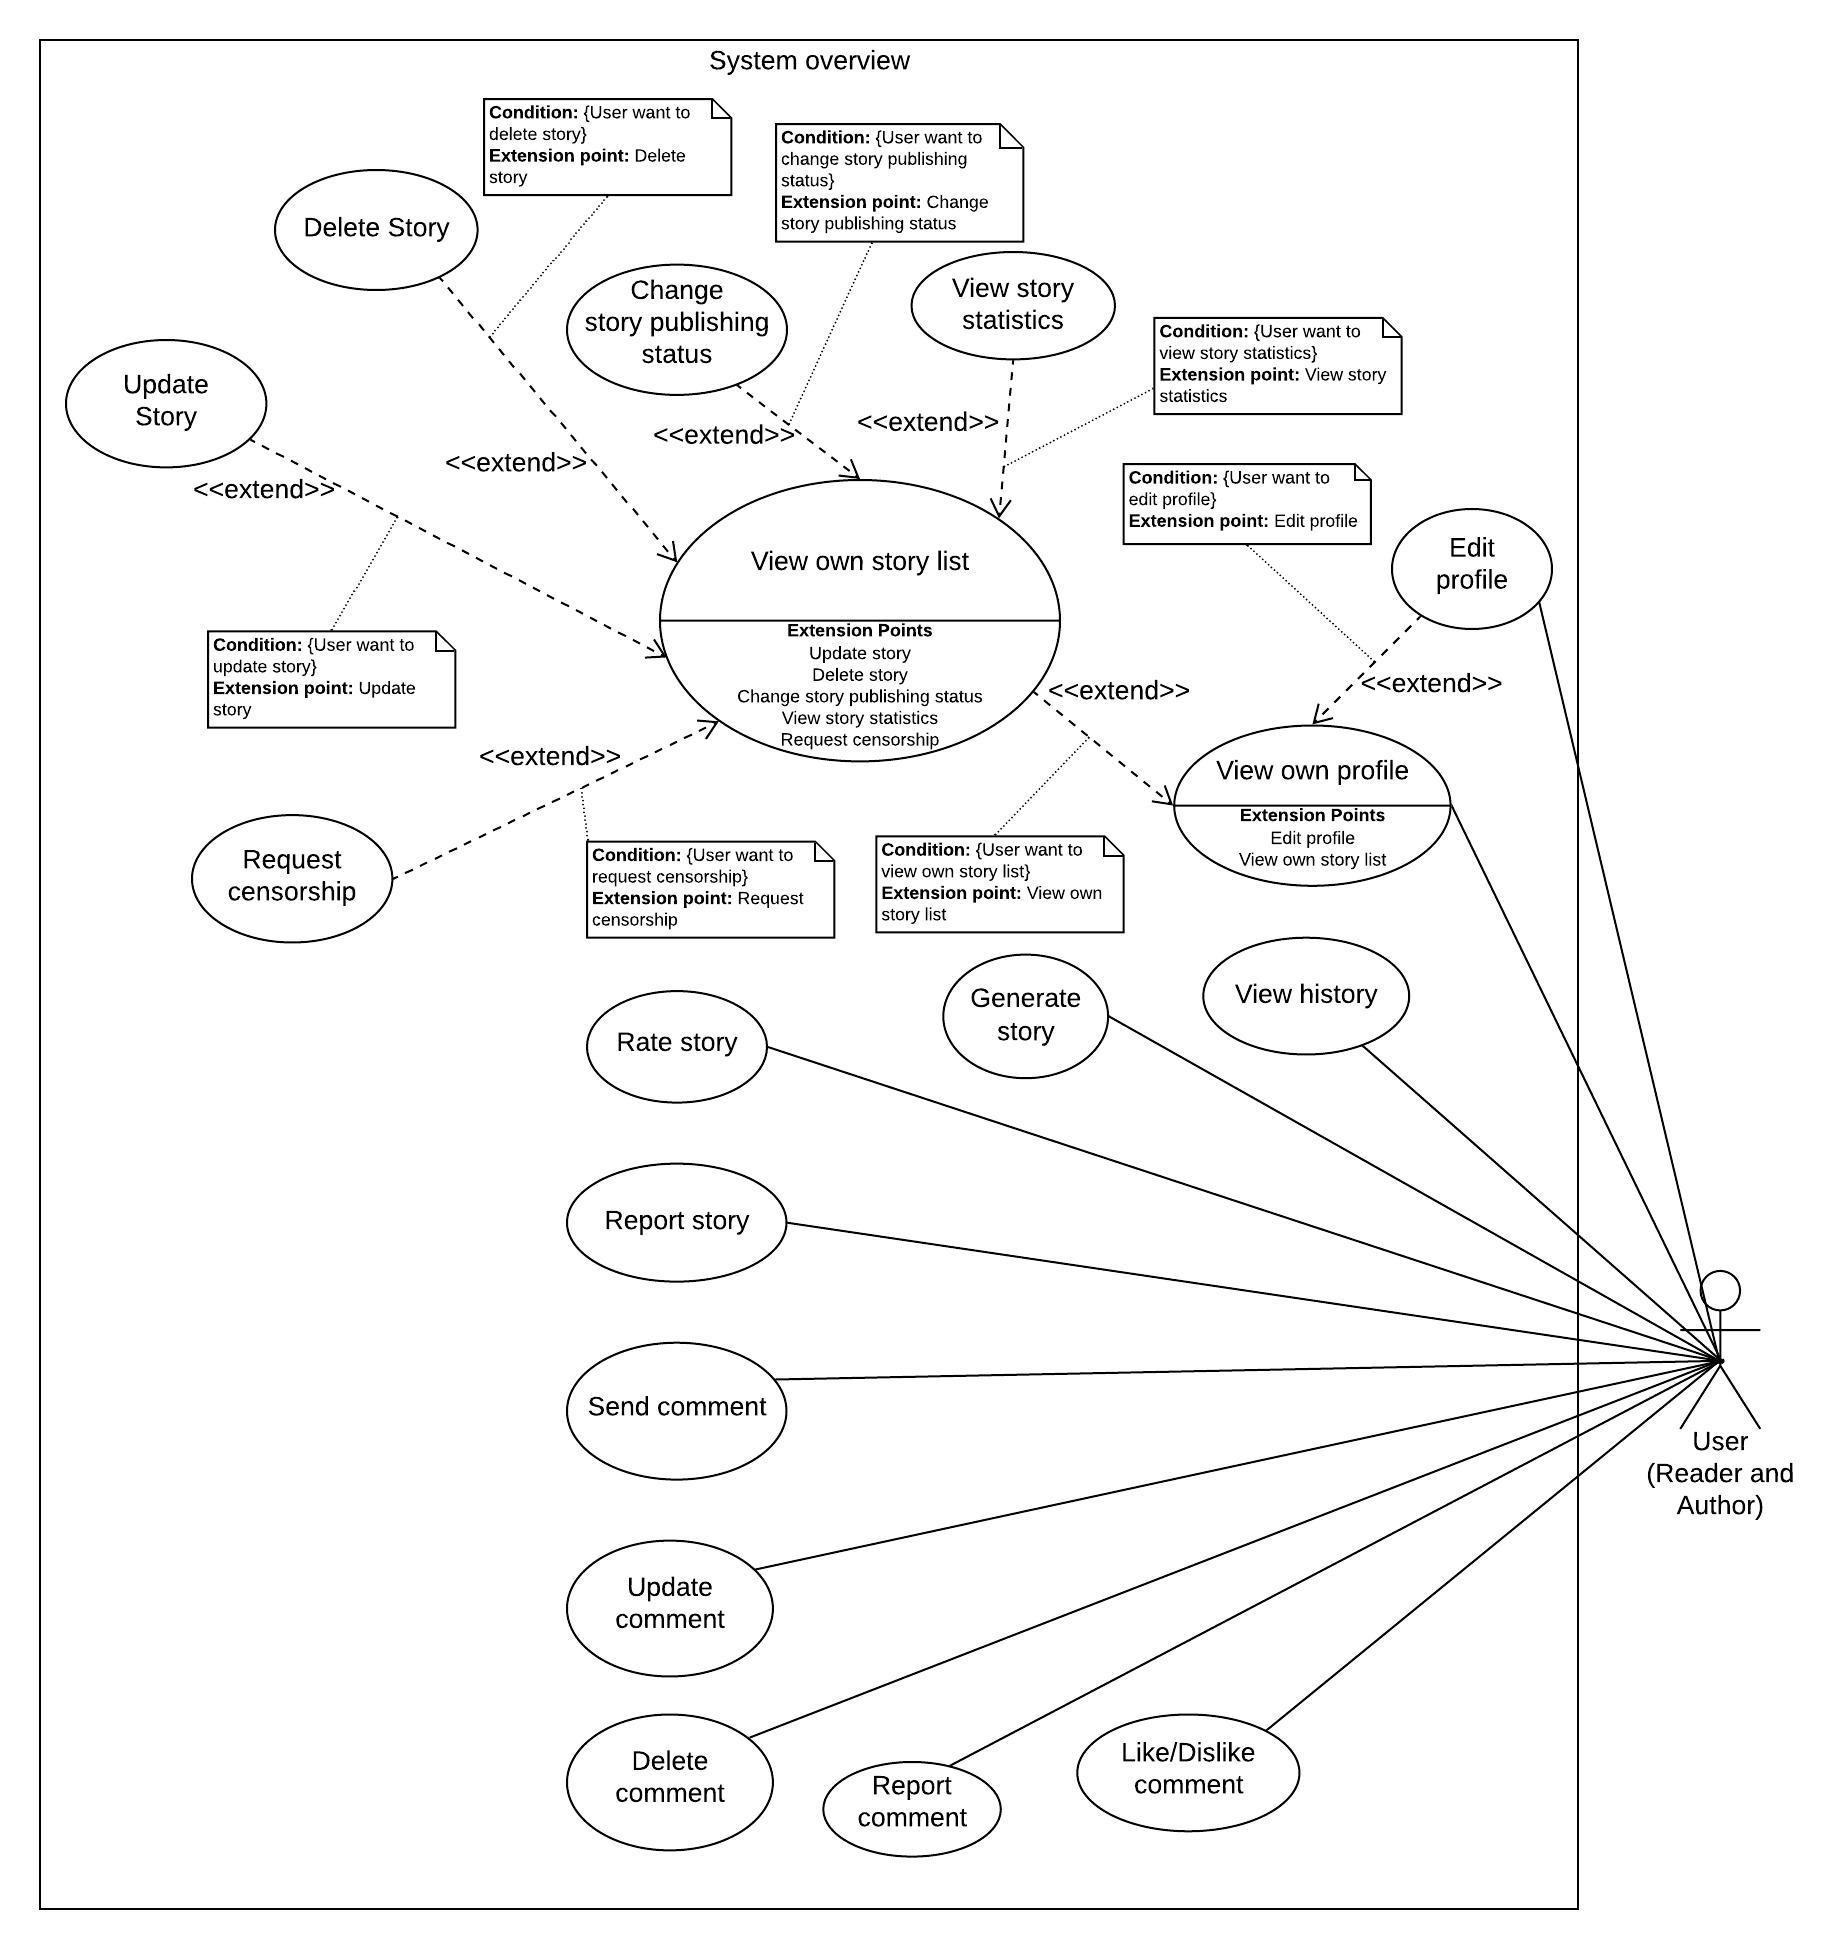 System overview
Condition: {User want to
delete story}
Extension point: Delete
story
Condition: {User want to
change story publishing
status}
Extension point: Change
story publishing status
Delete Story
Change
story publishing
status
View story
statistics
Condition: {User want to
view story statistics}
Extension point: View story
statistics
Update
Story
<<extend>>
<<extend>>
<<extend>>
<<extend>>
Condition: {User want to
edit profile}
Extension point: Edit profile
Edit
profile
View own story list
Extension Points
Update story
Delete story
Change story publishing status
View story statistics
Request censorship
Condition: {User want to
update story}
Extension point: Update
story
<<extend>>
<<extend>>
<<extend>>
View own profile
Extension Points
Edit profile
View own story list
Request
censorship
Condition: {User want to
request censorship}
Extension point: Request
censorship
Condition: {User want to
view own story list}
Extension point: View own
story list
Generate
story
View history
Rate story
Report story
Send comment
User
(Reader and
Author)
Update
comment
Delete
comment
Report
comment
Like/Dislike
comment